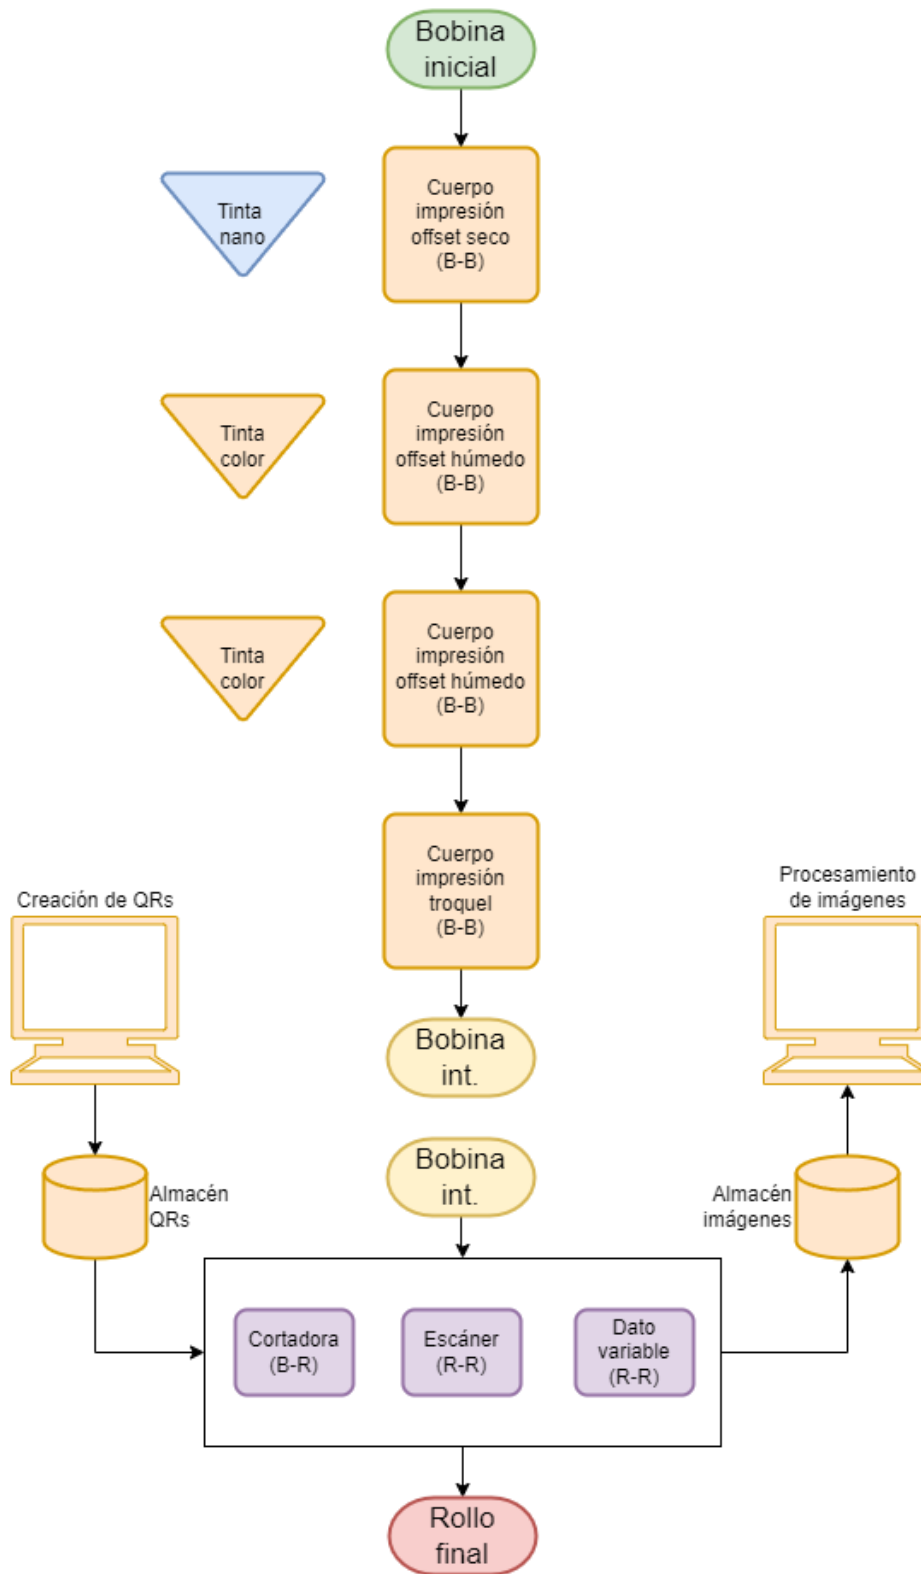 Bobina
inicial
Tinta
nano
Cuerpo
impresión
offset seco
(B-B)
Tinta
color
Cuerpo
impresión
offset húmedo
(B-B)
Tinta
color
Cuerpo
impresión
offset húmedo
(B-B)
Cuerpo
impresión
troquel
(B-B)
Creación de QRs
Procesamiento
de imágenes
Bobina
int.
Bobina
int.
Almacén
QRs
Almacén
imágenes
Cortadora
(B-R)
Escáner
(R-R)
Dato
variable
(R-R)
Rollo
final